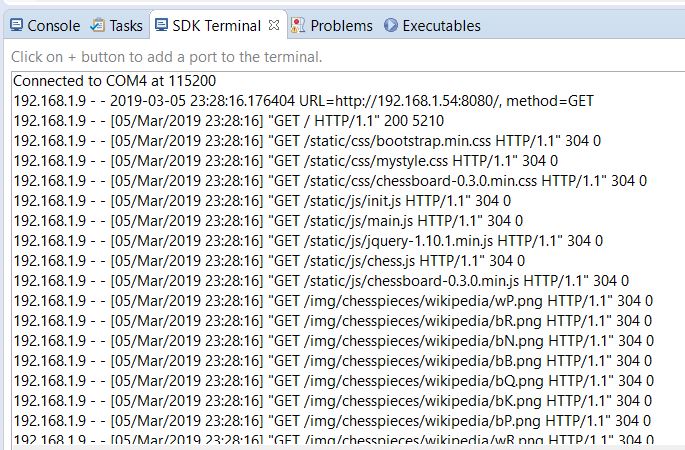 Console Tasks SDK Terminal Problems Executables
Click on + button to add a port to the terminal.
Connected to COM4 at 115200
192.168.1.9 - - 2019-03-05 23:28:16.176404 URL=http://192.168.1.54:8080/, method=GET
192.168.1.9 - - [05/Mar/2019 23:28:16] "GET / HTTP/1.1" 200 5210
192.168.1.9 - - [05/Mar/2019 23:28:16] "GET /static/css/bootstrap.min.css HTTP/1.1" 304 0
192.168.1.9 - - [05/Mar/2019 23:28:16] "GET /static/css/mystyle.css HTTP/1.1" 304 0
192.168.1.9 - - [05/Mar/2019 23:28:16] "GET /static/css/chessboard-0.3.0.min.css HTTP/1.1" 304 0
192.168.1.9 - - [05/Mar/2019 23:28:16] "GET /static/js/init.js HTTP/1.1" 304 0
192.168.1.9 - - [05/Mar/2019 23:28:16] "GET /static/js/main.js HTTP/1.1" 304 0
192.168.1.9 - - [05/Mar/2019 23:28:16] "GET /static/js/jquery-1.10.1.min.js HTTP/1.1" 304 0
192.168.1.9 - - [05/Mar/2019 23:28:16] "GET /static/js/chess.js HTTP/1.1" 304 0
192.168.1.9 - - [05/Mar/2019 23:28:16] "GET /static/js/chessboard-0.3.0.min.js HTTP/1.1" 304 0
192.168.1.9 - - [05/Mar/2019 23:28:16] "GET /img/chesspieces/wikipedia/wP.png HTTP/1.1" 304 0
192.168.1.9 - - [05/Mar/2019 23:28:16] "GET /img/chesspieces/wikipedia/bR.png HTTP/1.1" 304 0
192.168.1.9 - - [05/Mar/2019 23:28:16] "GET /img/chesspieces/wikipedia/bN.png HTTP/1.1" 304 0
192.168.1.9 - - [05/Mar/2019 23:28:16] "GET /img/chesspieces/wikipedia/bB.png HTTP/1.1" 304 0
192.168.1.9 - - [05/Mar/2019 23:28:16] "GET /img/chesspieces/wikipedia/bQ.png HTTP/1.1" 304 0
192.168.1.9 - - [05/Mar/2019 23:28:16] "GET /img/chesspieces/wikipedia/bK.png HTTP/1.1" 304 0
192.168.1.9 - - [05/Mar/2019 23:28:16] "GET /img/chesspieces/wikipedia/bP.png HTTP/1.1" 304 0
192.168.1.9 - - [05/Mar/2019 23:28:16] "GET /img/chesspieces/wikipedia/wR.png HTTP/1.1" 304 0